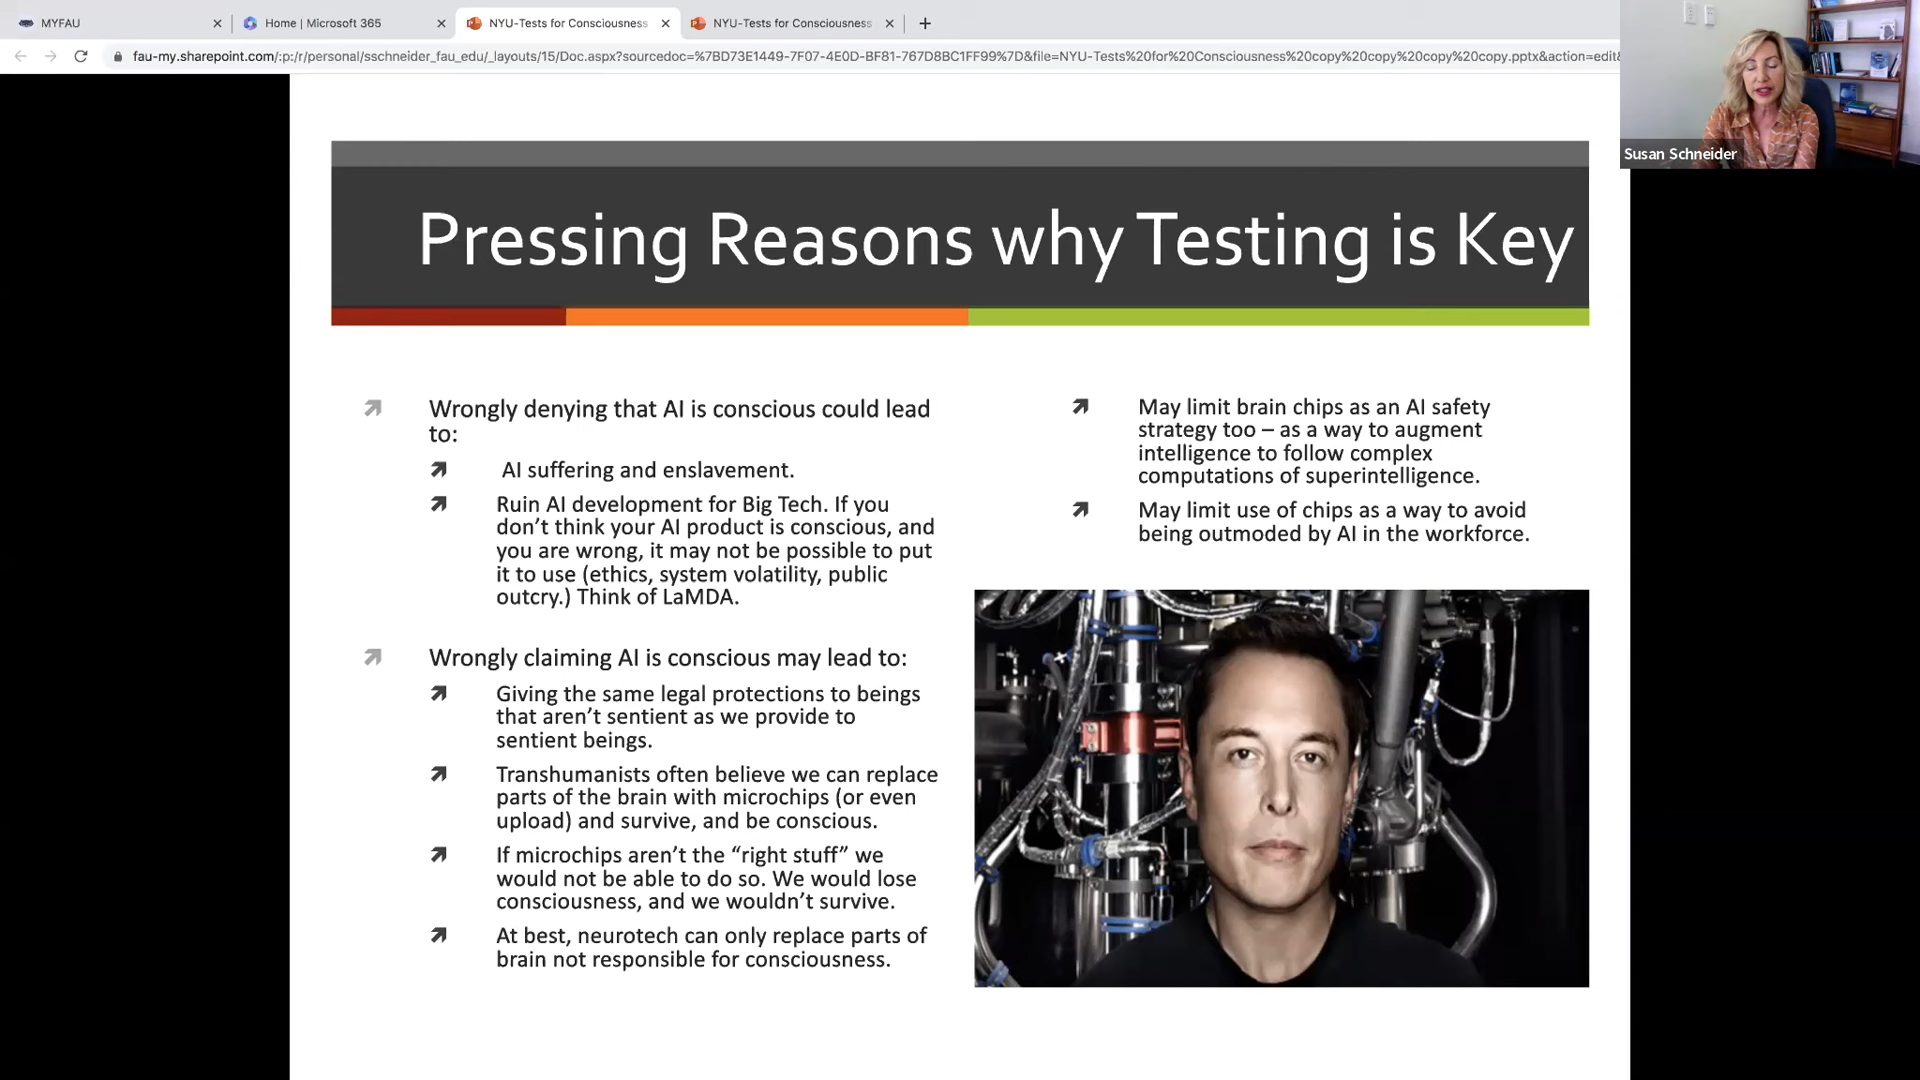 MYFAU
Home | Microsoft 365
NYU-Tests for Consciousness
NYU-Tests for Consciousness
fau-my.sharepoint.com/:p:/r/personal/sschneider_fau_edu/_layouts/15/Doc.aspx?sourcedoc=%7BD73E1449-7F07-4E0D-BF81-767D8BC1FF99%7D&file=NYU-Tests%20for%20Consciousness%20copy%20copy%20copy%20copy.pptx&action=edit&
Susan Schneider
Pressing Reasons why Testing is Key
Wrongly denying that AI is conscious could lead
to:
AI suffering and enslavement.
Ruin AI development for Big Tech. If you
don’t think your AI product is conscious, and
you are wrong, it may not be possible to put
it to use (ethics, system volatility, public
outcry.) Think of LaMDA.
Wrongly claiming AI is conscious may lead to:
Giving the same legal protections to beings
that aren’t sentient as we provide to
sentient beings.
Transhumanists often believe we can replace
parts of the brain with microchips (or even
upload) and survive, and be conscious.
If microchips aren’t the “right stuff” we
would not be able to do so. We would lose
consciousness, and we wouldn’t survive.
At best, neurotech can only replace parts of
brain not responsible for consciousness.
May limit brain chips as an AI safety
strategy too – as a way to augment
intelligence to follow complex
computations of superintelligence.
May limit use of chips as a way to avoid
being outmoded by AI in the workforce.